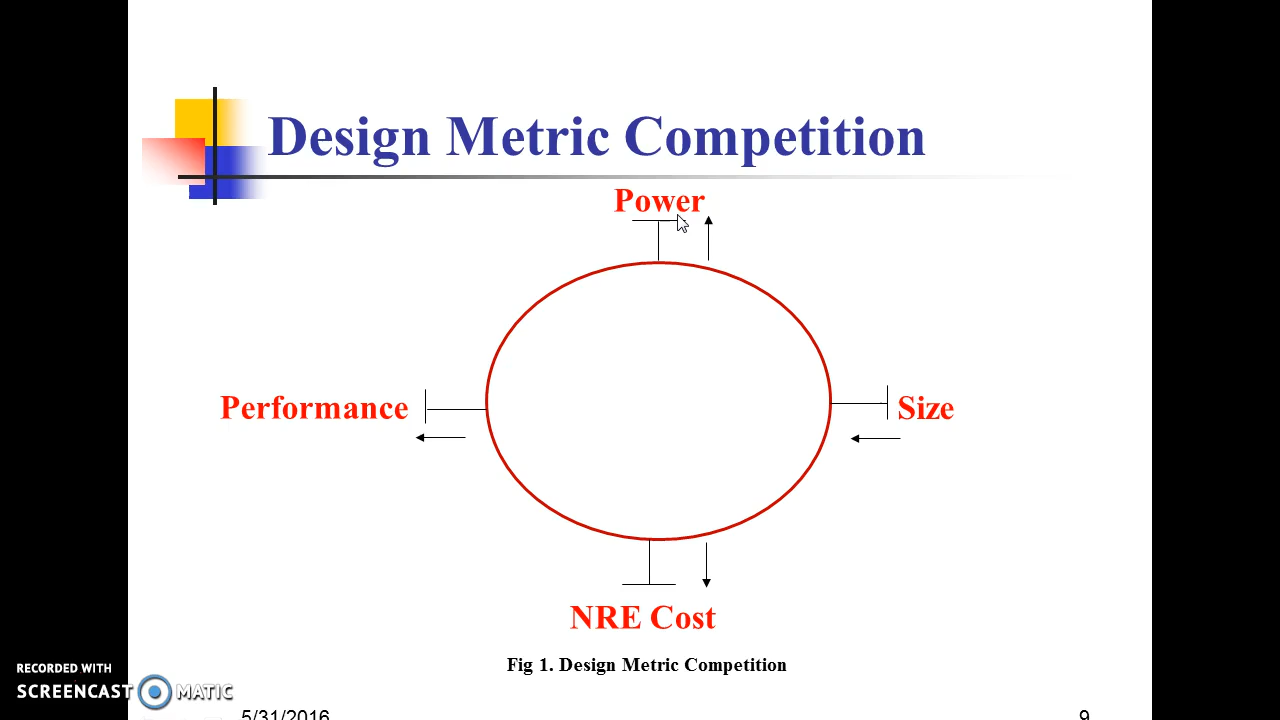 Design Metric Competition
Power
Performance
Size
NRE Cost
Fig 1. Design Metric Competition
RECORDED WITH
SCREENCAST MATIC
5/31/2016
9